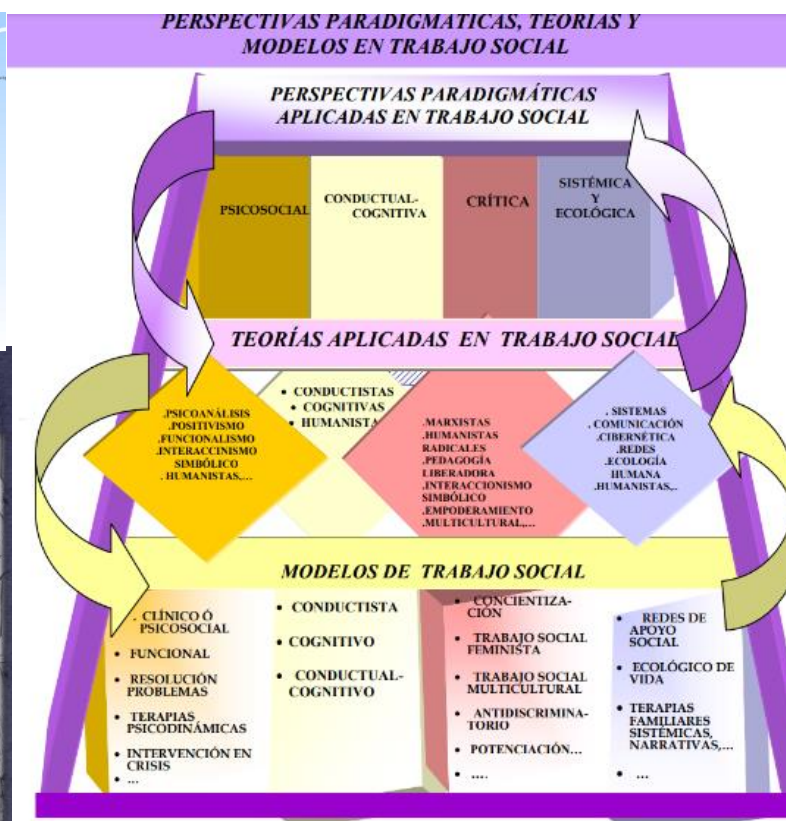 PERSPECTIVAS PARADIGMÁTICAS, TEORÍAS Y
MODELOS EN TRABAJO SOCIAL
PERSPECTIVAS PARADIGMÁTICAS
APLICADAS EN TRABAJO SOCIAL
PSICOSOCIAL
CONDUCTUAL-
COGNITIVA
CRÍTICA
SISTÉMICA
Y
ECOLÓGICA
TEORÍAS APLICADAS EN TRABAJO SOCIAL
.PSICOANÁLISIS
.POSITIVISMO
.FUNCIONALISMO
.INTERACCINISMO
SIMBÓLICO
. HUMANISTAS,...
• CONDUCTISTAS
• COGNITIVAS
• HUMANISTA
.MARXISTAS
.HUMANISTAS
RADICALES
.PEDAGOGÍA
LIBERADORA
.INTERACCIONISMO
SIMBÓLICO
.EMPODERAMIENTO
.MULTICULTURAL,...
. SISTEMAS
. COMUNICACIÓN
.CIBERNÉTICA
.REDES
.ECOLOGÍA
HUMANA
.HUMANISTAS,..
MODELOS DE TRABAJO SOCIAL
. CLÍNICO Ó
PSICOSOCIAL
• FUNCIONAL
• RESOLUCIÓN
PROBLEMAS
• TERAPIAS
PSICODINÁMICAS
• INTERVENCIÓN EN
CRISIS
• ...
• CONDUCTISTA
• COGNITIVO
• CONDUCTUAL-
COGNITIVO
• CONCIENTIZA-
CIÓN
• TRABAJO SOCIAL
FEMINISTA
• TRABAJO SOCIAL
MULTICULTURAL
• ANTIDISCRIMINA-
TORIO
• POTENCIACIÓN...
• ....
• REDES DE
APOYO
SOCIAL
• ECOLÓGICO DE
VIDA
• TERAPIAS
FAMILIARES
SISTÉMICAS,
NARRATIVAS,...
• ...